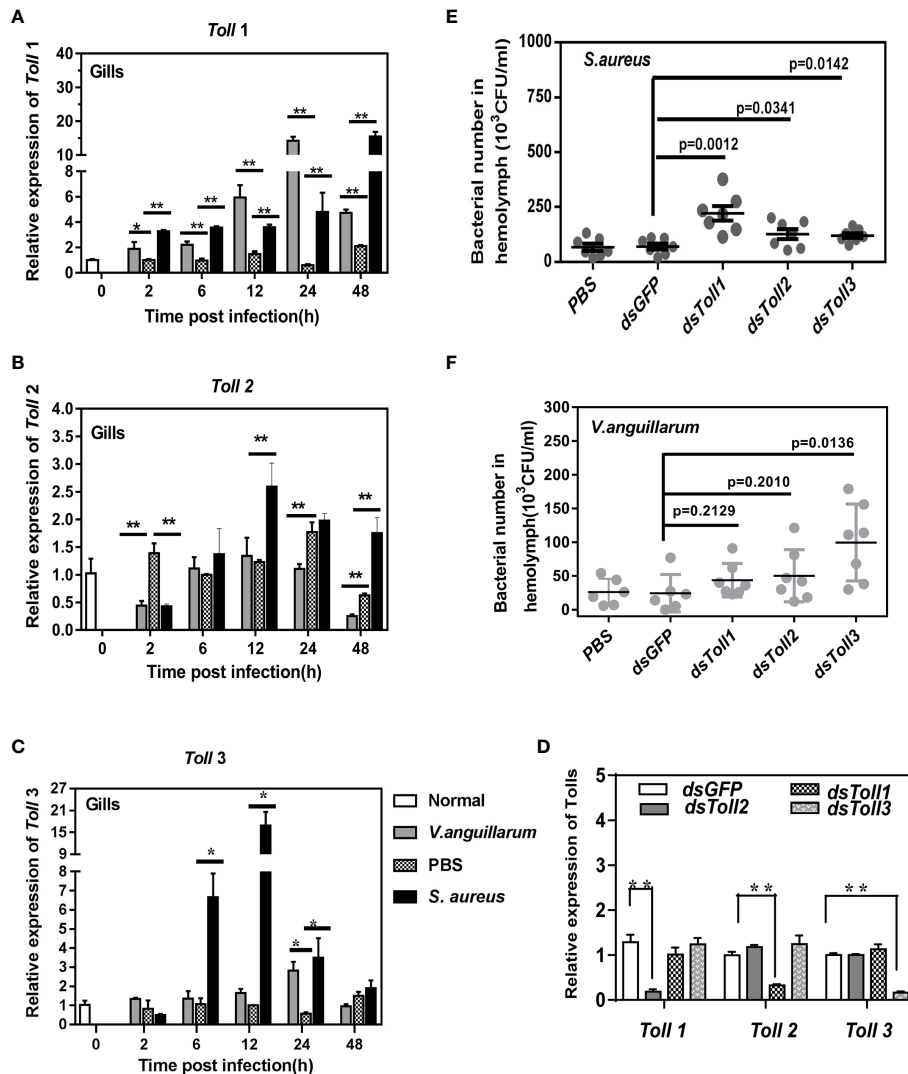 A
Toll 1
Relative expression of Toll 1
40
30
20
10
8
6
4
2
0
Gills
*
**
**
**
**
**
**
**
**
**
0 2 6 12 24 48
Time post infection(h)
B
Toll 2
Relative expression of Toll 2
4.0
3.5
3.0
2.5
2.0
1.5
1.0
0.5
0.0
Gills
**
**
**
**
**
**
0 2 6 12 24 48
Time post infection(h)
C
Toll 3
Relative expression of Toll 3
27
21
15
9
8
7
6
5
4
3
2
1
0
Gills
*
*
*
*
0 2 6 12 24 48
Time post infection(h)
Normal
V.anguillarum
PBS
S. aureus
E
Bacterial number in
hemolymph (10³CFU/ml)
1000
750
500
250
0
S.aureus
p=0.0142
p=0.0341
p=0.0012
PBS dsGFP dsToll1 dsToll2 dsToll3
F
Bacterial number in
hemolymph(10³CFU/ml)
300
250
200
150
100
50
0
V.anguillarum
p=0.0136
p=0.2010
p=0.2129
PBS dsGFP dsToll1 dsToll2 dsToll3
D
Relative expression of Tolls
5
4
3
2
1
0
dsGFP dsToll1
dsToll2 dsToll3
**
**
**
Toll 1 Toll 2 Toll 3